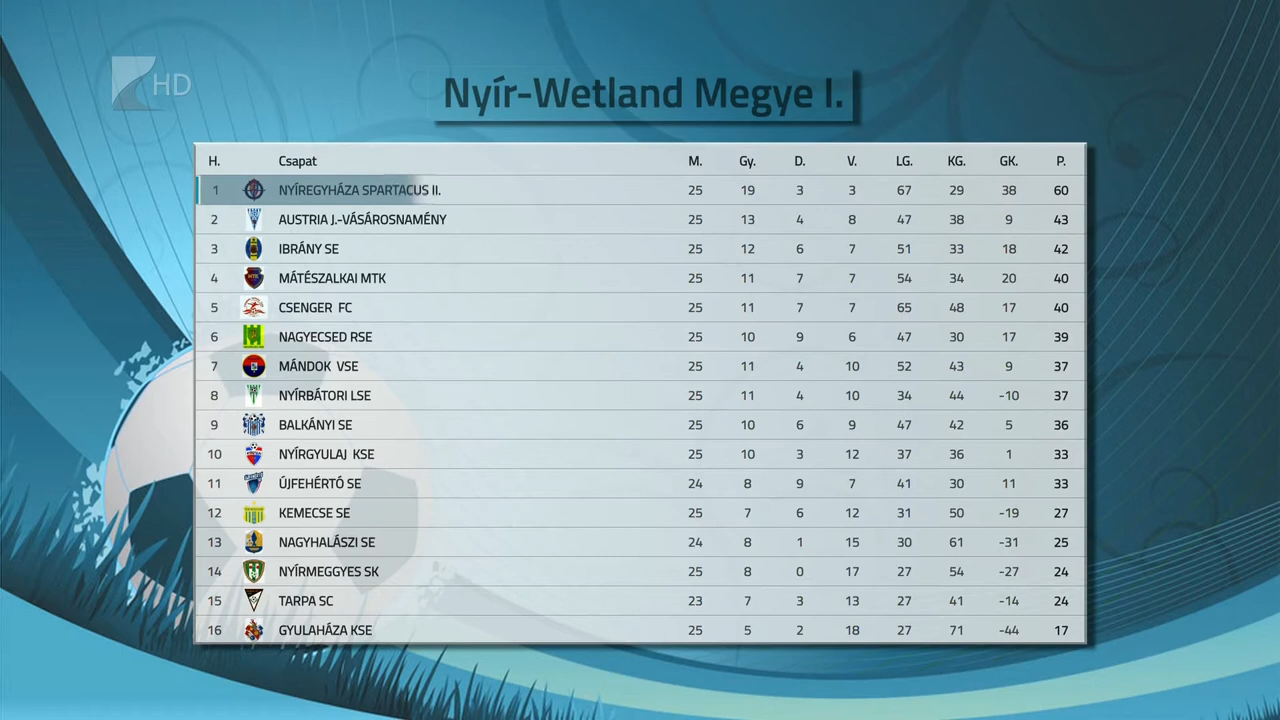 HD
Nyír-Wetland Megye I.
H. Csapat M. Gy. D. V. LG. KG. GK. P.
1 NYÍREGYHÁZA SPARTACUS II. 25 19 3 3 67 29 38 60
2 AUSTRIA J.-VÁSÁROSNAMÉNY 25 13 4 8 47 38 9 43
3 IBRÁNY SE 25 12 6 7 51 33 18 42
4 MÁTÉSZALKAI MTK 25 11 7 7 54 34 20 40
5 CSENGER FC 25 11 7 7 65 48 17 40
6 NAGYECSED RSE 25 10 9 6 47 30 17 39
7 MÁNDOK VSE 25 11 4 10 52 43 9 37
8 NYÍRBÁTORI LSE 25 11 4 10 34 44 -10 37
9 BALKÁNYI SE 25 10 6 9 47 42 5 36
10 NYÍRGYULAJ KSE 25 10 3 12 37 36 1 33
11 ÚJFEHÉRTÓ SE 24 8 9 7 41 30 11 33
12 KEMECSE SE 25 7 6 12 31 50 -19 27
13 NAGYHALÁSZI SE 24 8 1 15 30 61 -31 25
14 NYÍRMEGGYES SK 25 8 0 17 27 54 -27 24
15 TARPA SC 23 7 3 13 27 41 -14 24
16 GYULAHÁZA KSE 25 5 2 18 27 71 -44 17